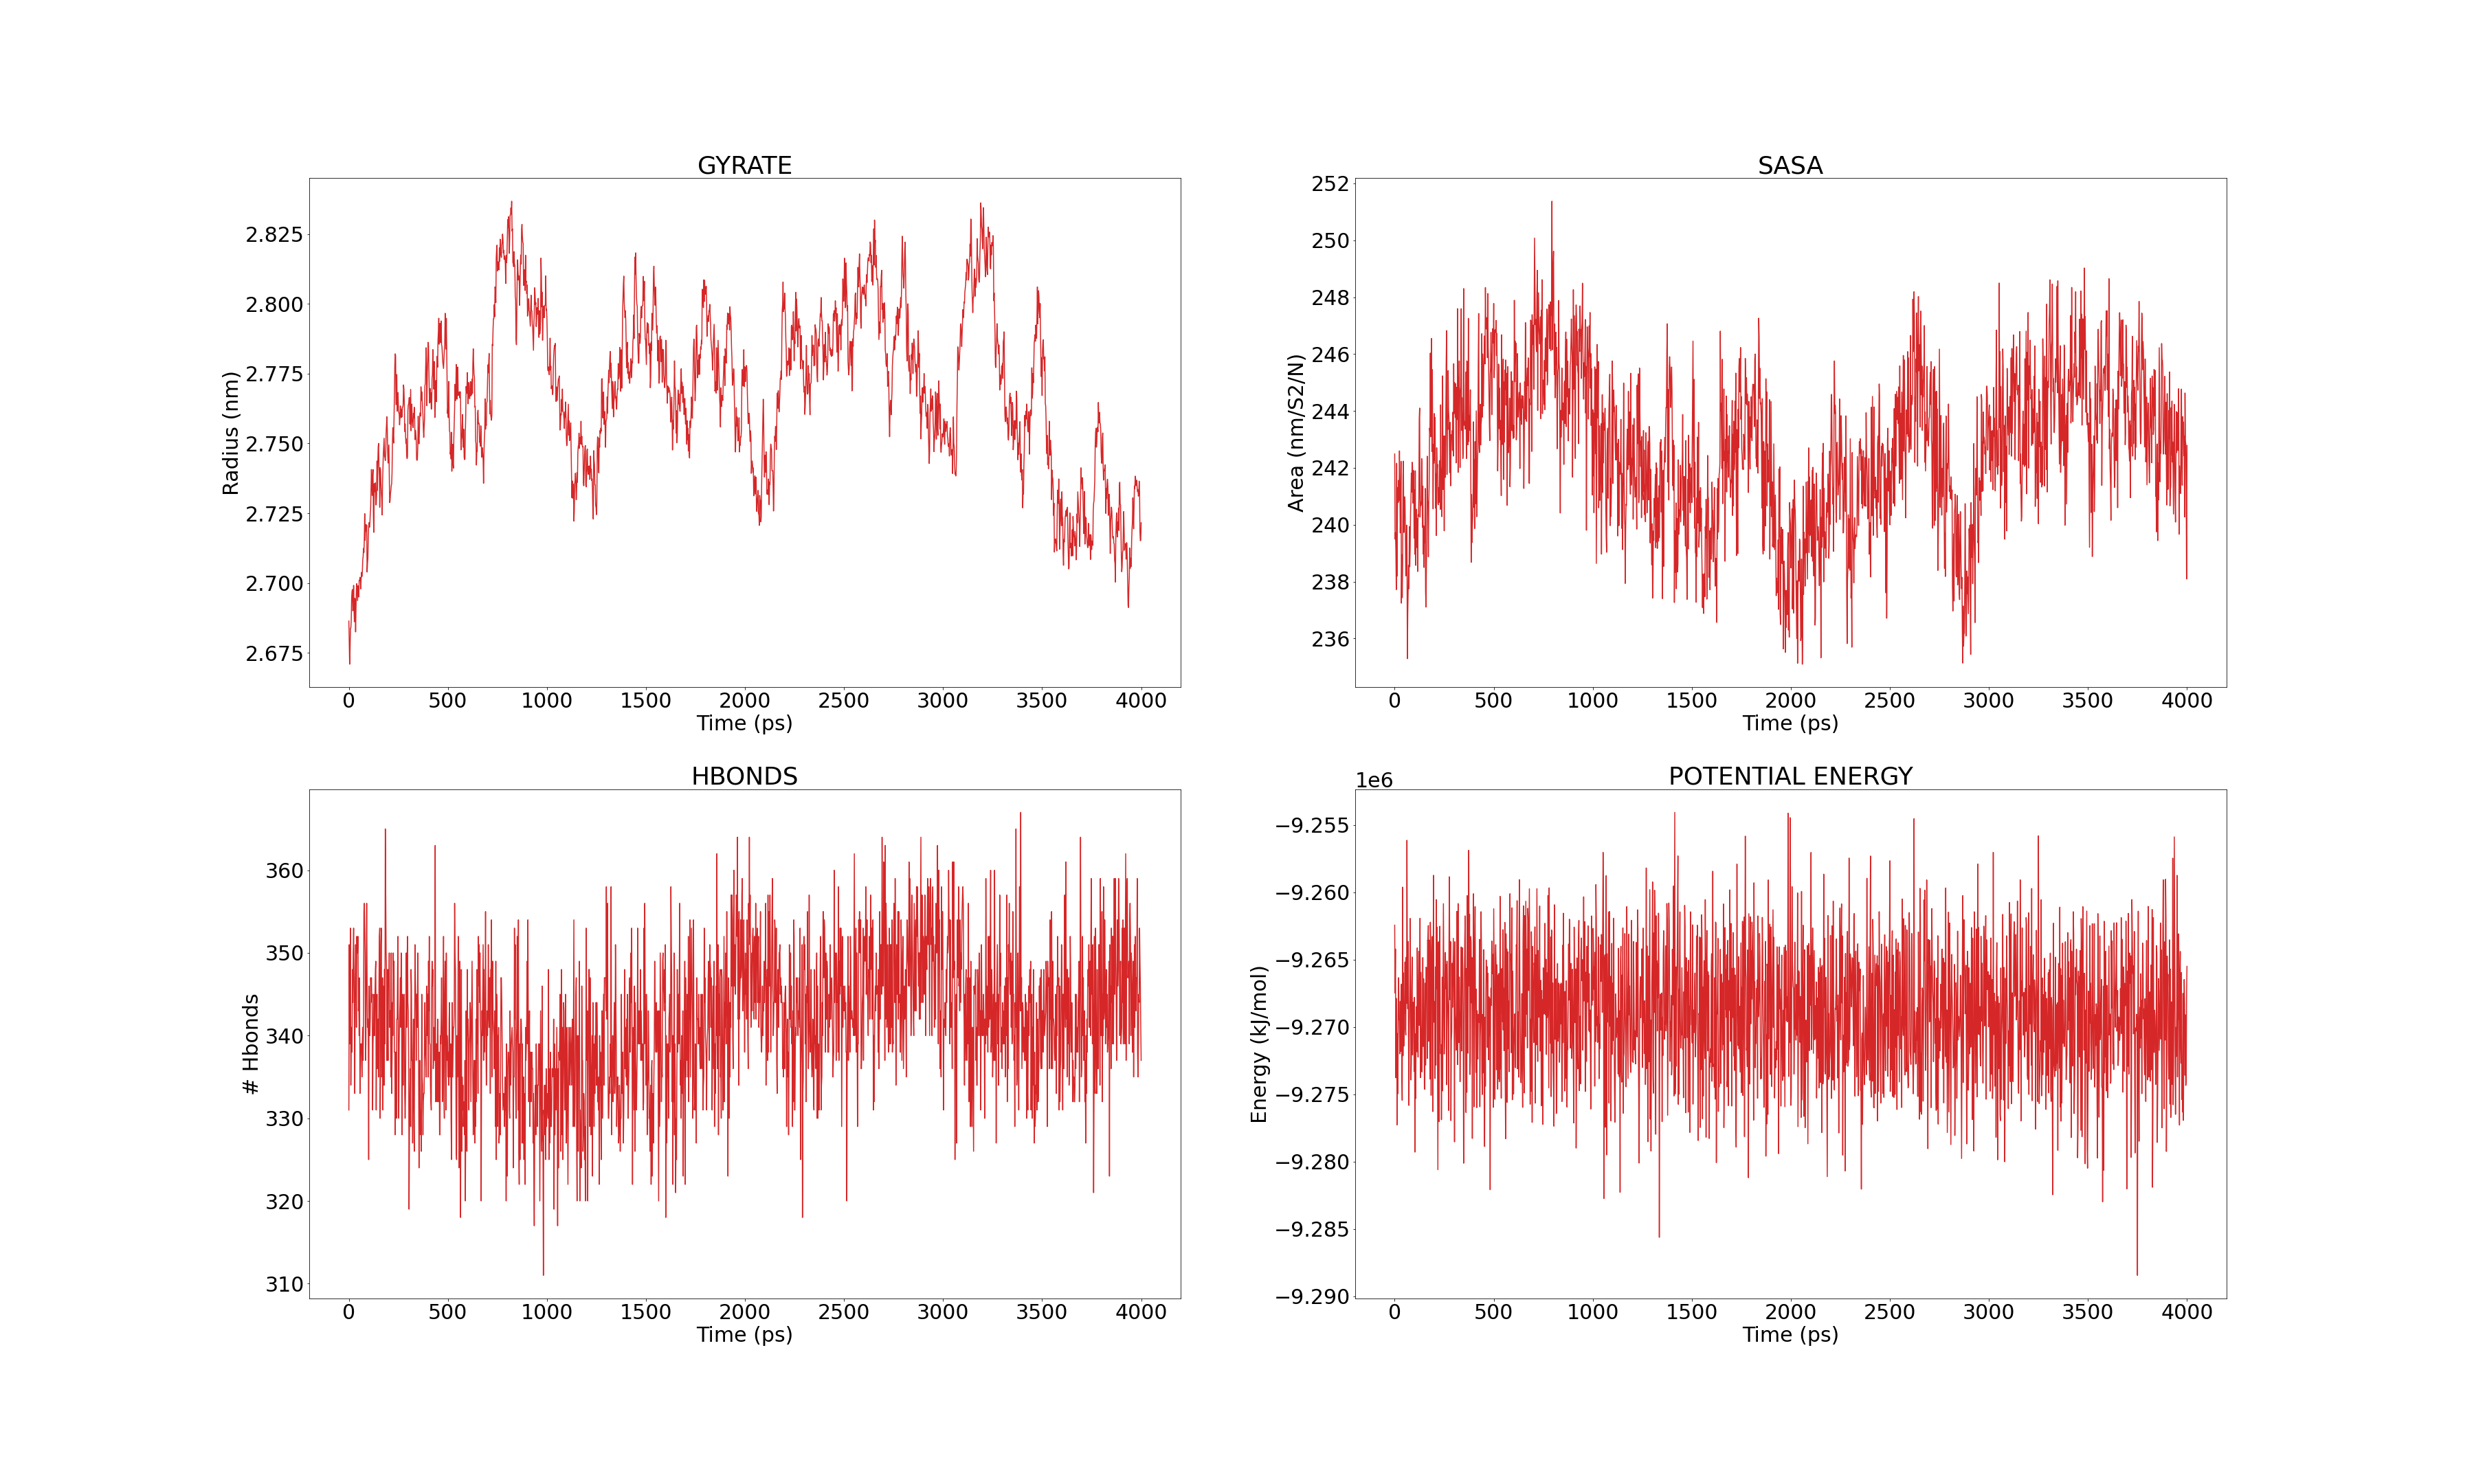 GYRATE
Radius (nm)
2.825
2.800
2.775
2.750
2.725
2.700
2.675
0 500 1000 1500 2000 2500 3000 3500 4000
Time (ps)
SASA
Area (nm/S2/N)
252
250
248
246
244
242
240
238
236
0 500 1000 1500 2000 2500 3000 3500 4000
Time (ps)
HBONDS
# Hbonds
360
350
340
330
320
310
0 500 1000 1500 2000 2500 3000 3500 4000
Time (ps)
POTENTIAL ENERGY
1e6
Energy (kJ/mol)
−9.255
−9.260
−9.265
−9.270
−9.275
−9.280
−9.285
−9.290
0 500 1000 1500 2000 2500 3000 3500 4000
Time (ps)